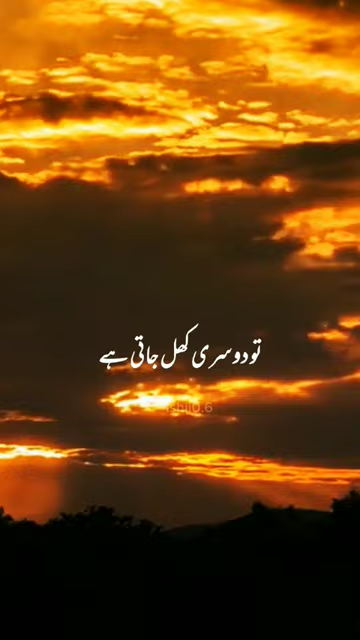 تو دوسری کھل جاتی ہے